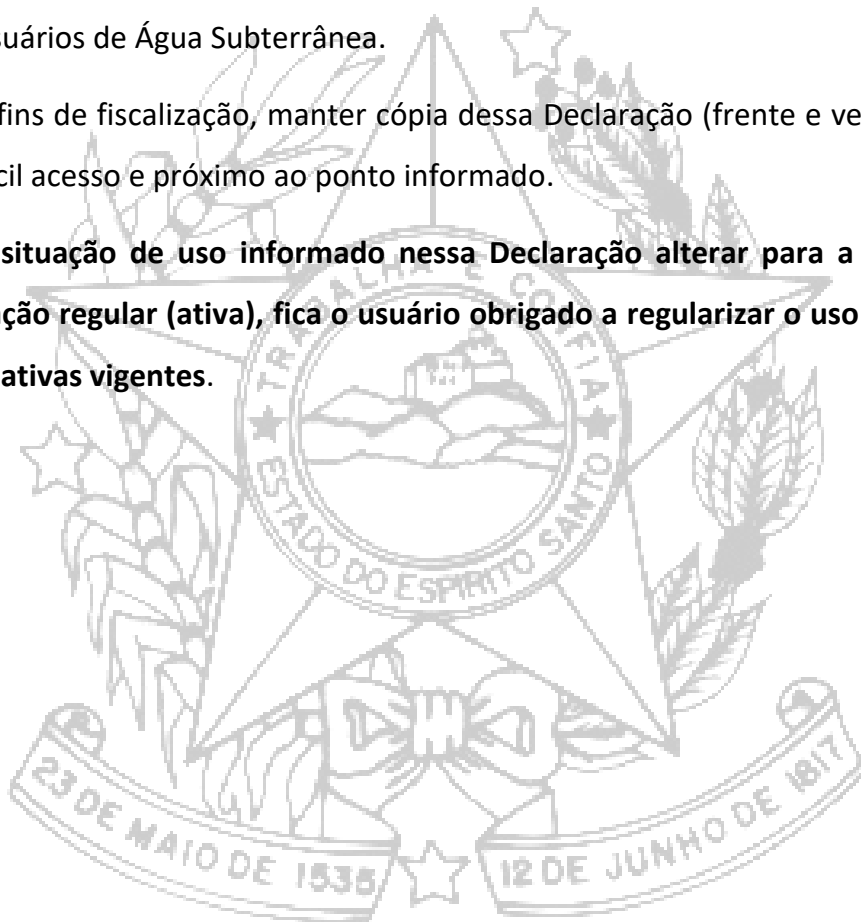 suários de Água Subterrânea.
fins de fiscalização, manter cópia dessa Declaração (frente e ve
cil acesso e próximo ao ponto informado.
situação de uso informado nessa Declaração alterar para a
ção regular (ativa), fica o usuário obrigado a regularizar o uso
ativas vigentes.
TRABALHA E CONFIA
ESTADO DO ESPIRITO SANTO
23 DE MAIO DE 1535
12 DE JUNHO DE 1817